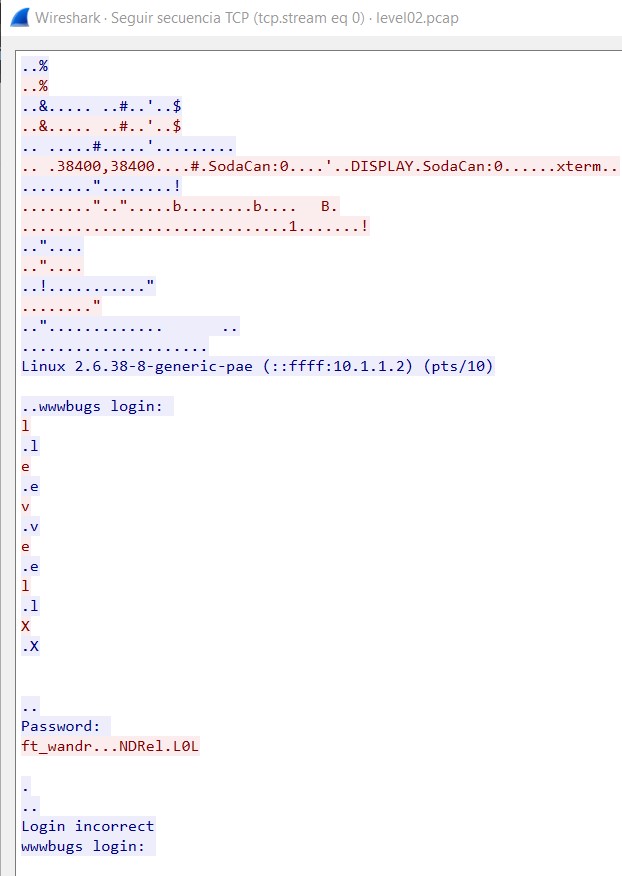 Wireshark · Seguir secuencia TCP (tcp.stream eq 0) · level02.pcap
..%
..%
..&..... ..#..'..$
..&..... ..#..'..$
.. .....#.....'.........
.. .38400,38400....#.SodaCan:0....'..DISPLAY.SodaCan:0......xterm..
........"........!
........"..".....b........b.... B.
..............................1.......!
.."....
.."....
..!..........."
........"
.."............. ..
.....................
Linux 2.6.38-8-generic-pae (::ffff:10.1.1.2) (pts/10)
..wwwbugs login:
l
.l
e
.e
v
.v
e
.e
l
.l
X
.X
..
Password:
ft_wandr...NDRel.L0L
.
..
Login incorrect
wwwbugs login: